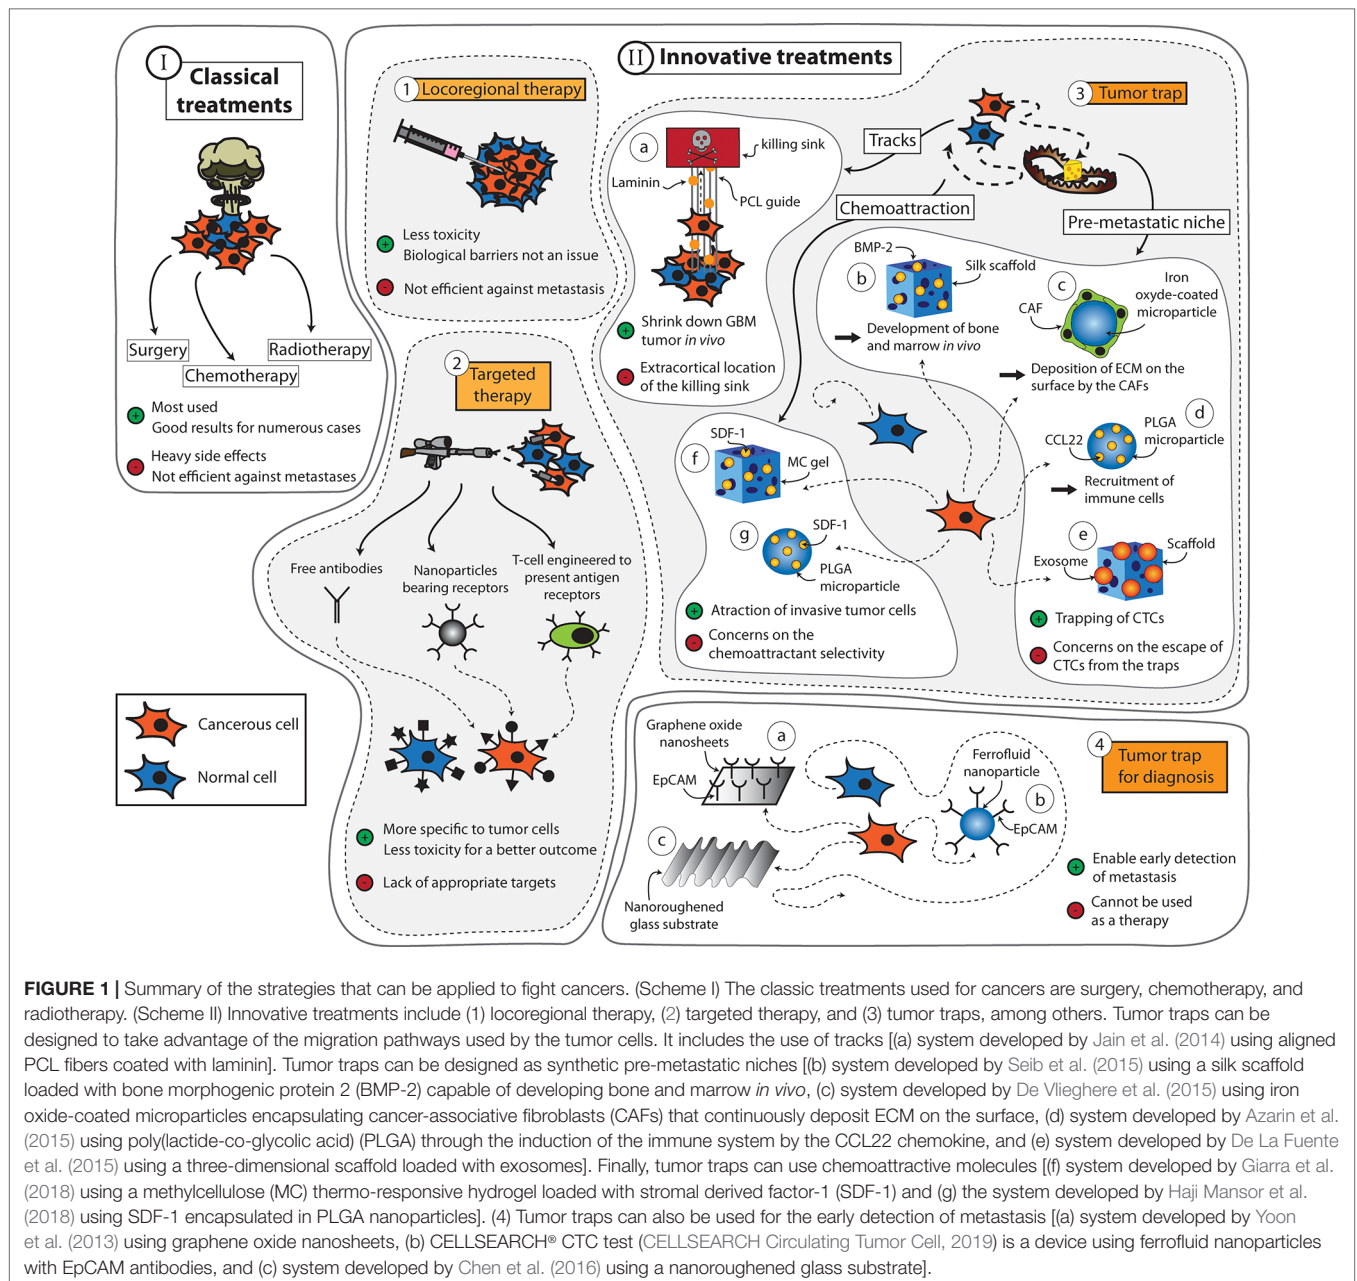 I
Classical
treatments
Surgery
Radiotherapy
Chemotherapy
+
Most used
Good results for numerous cases
-
Heavy side effects
Not efficient against metastases
II
Innovative treatments
1
Locoregional therapy
+
Less toxicity
Biological barriers not an issue
-
Not efficient against metastasis
2
Targeted
therapy
Free antibodies
Nanoparticles
bearing receptors
T-cell engineered to
present antigen
receptors
+
More specific to tumor cells
Less toxicity for a better outcome
-
Lack of appropriate targets
3
Tumor trap
Tracks
Chemoattraction
Pre-metastatic niche
a
killing sink
Laminin
PCL guide
+
Shrink down GBM
tumor in vivo
-
Extracortical location
of the killing sink
b
BMP-2
Silk scaffold
Development of bone
and marrow in vivo
c
CAF
Iron
oxyde-coated
microparticle
Deposition of ECM on the
surface by the CAFs
d
CCL22
PLGA
microparticle
Recruitment of
immune cells
e
Exosome
Scaffold
+
Trapping of CTCs
-
Concerns on the escape of
CTCs from the traps
f
SDF-1
MC gel
g
SDF-1
PLGA
microparticle
+
Atraction of invasive tumor cells
-
Concerns on the
chemoattractant selectivity
Cancerous cell
Normal cell
4
Tumor trap
for diagnosis
Graphene oxide
nanosheets
a
EpCAM
Ferrofluid
nanoparticle
b
EpCAM
c
Nanoroughened
glass substrate
+
Enable early detection
of metastasis
-
Cannot be used
as a therapy
FIGURE 1 | Summary of the strategies that can be applied to fight cancers. (Scheme I) The classic treatments used for cancers are surgery, chemotherapy, and
radiotherapy. (Scheme II) Innovative treatments include (1) locoregional therapy, (2) targeted therapy, and (3) tumor traps, among others. Tumor traps can be
designed to take advantage of the migration pathways used by the tumor cells. It includes the use of tracks [(a) system developed by Jain et al. (2014) using aligned
PCL fibers coated with laminin]. Tumor traps can be designed as synthetic pre-metastatic niches [(b) system developed by Seib et al. (2015) using a silk scaffold
loaded with bone morphogenic protein 2 (BMP-2) capable of developing bone and marrow in vivo, (c) system developed by De Vlieghere et al. (2015) using iron
oxide-coated microparticles encapsulating cancer-associative fibroblasts (CAFs) that continuously deposit ECM on the surface, (d) system developed by Azarin et al.
(2015) using poly(lactide-co-glycolic acid) (PLGA) through the induction of the immune system by the CCL22 chemokine, and (e) system developed by De La Fuente
et al. (2015) using a three-dimensional scaffold loaded with exosomes]. Finally, tumor traps can use chemoattractive molecules [(f) system developed by Giarra et al.
(2018) using a methylcellulose (MC) thermo-responsive hydrogel loaded with stromal derived factor-1 (SDF-1) and (g) the system developed by Haji Mansor et al.
(2018) using SDF-1 encapsulated in PLGA nanoparticles]. (4) Tumor traps can also be used for the early detection of metastasis [(a) system developed by Yoon
et al. (2013) using graphene oxide nanosheets, (b) CELLSEARCH® CTC test (CELLSEARCH Circulating Tumor Cell, 2019) is a device using ferrofluid nanoparticles
with EpCAM antibodies, and (c) system developed by Chen et al. (2016) using a nanoroughened glass substrate].